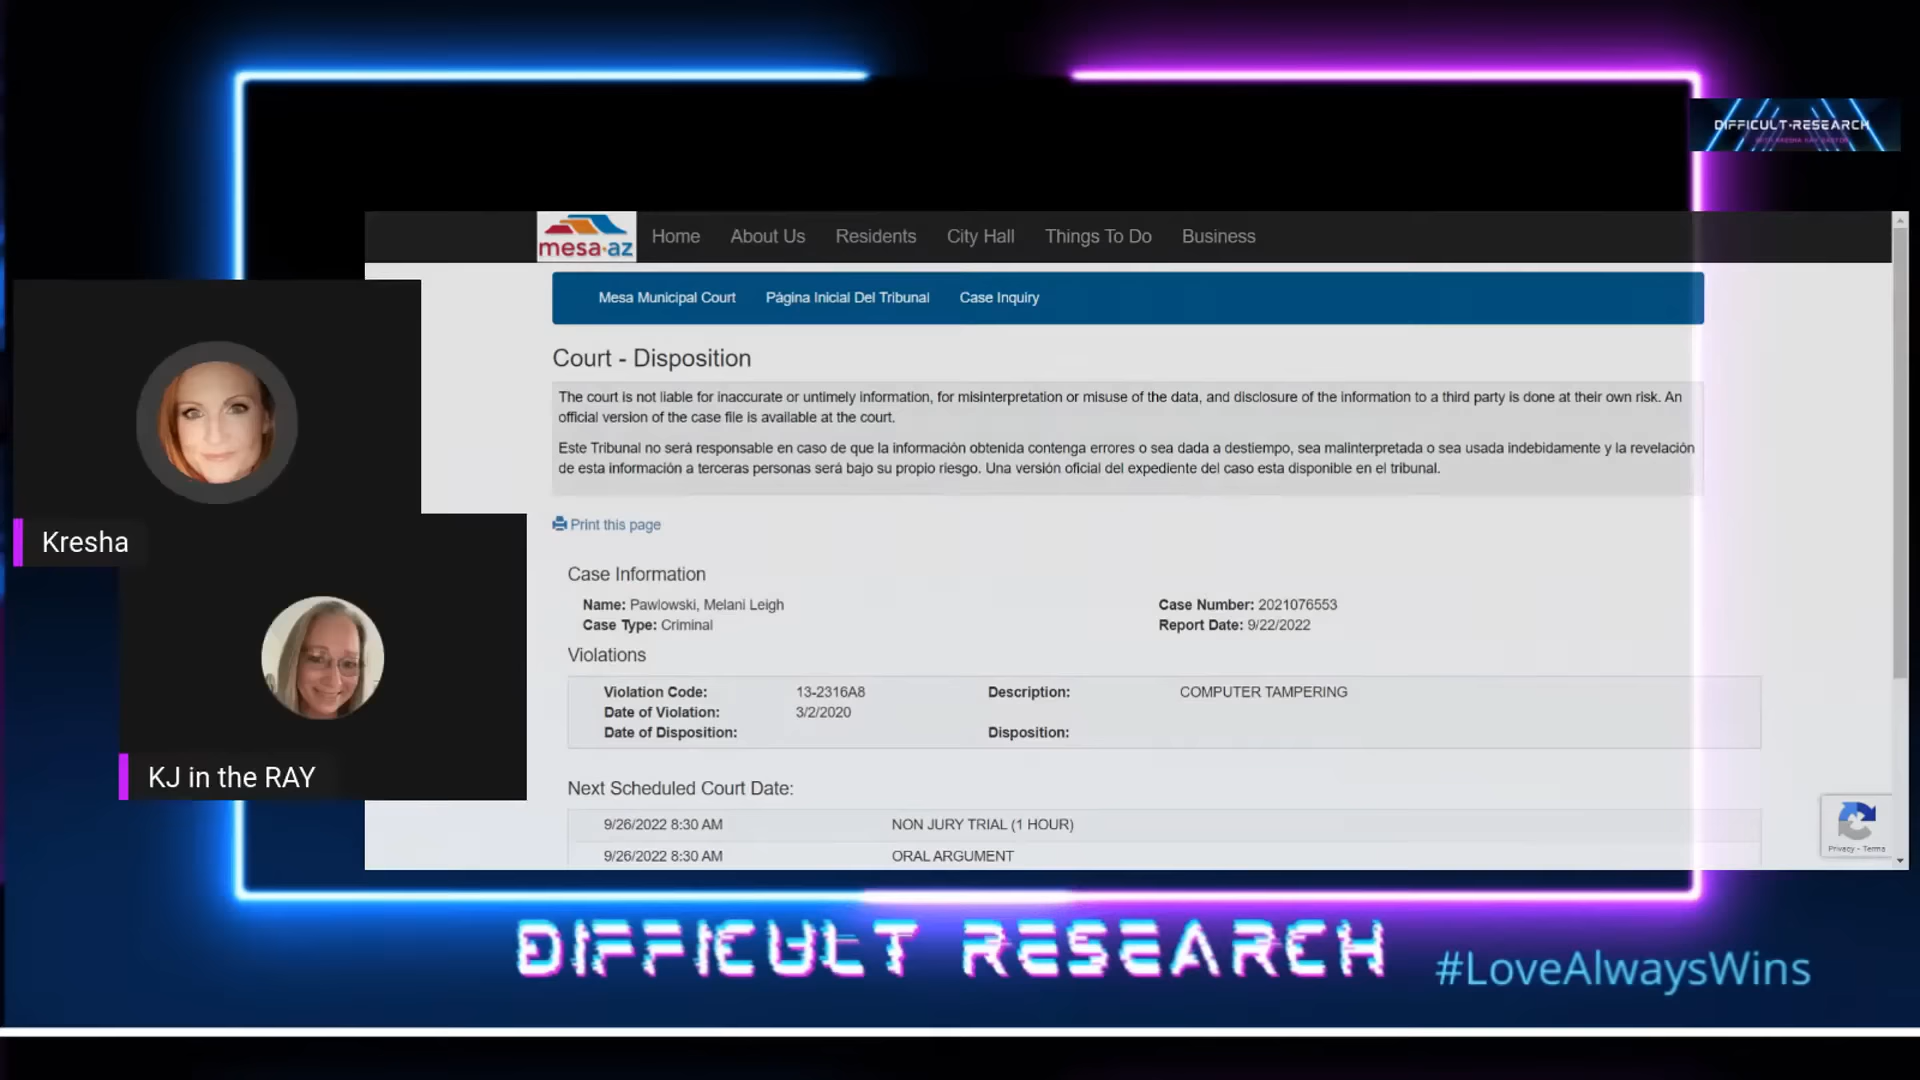 DIFFICULT•RESEARCH
mesa·az
Home About Us Residents City Hall Things To Do Business
Mesa Municipal Court Página Inicial Del Tribunal Case Inquiry
Court - Disposition
The court is not liable for inaccurate or untimely information, for misinterpretation or misuse of the data, and disclosure of the information to a third party is done at their own risk. An
official version of the case file is available at the court.
Este Tribunal no será responsable en caso de que la información obtenida contenga errores o sea dada a destiempo, sea malinterpretada o sea usada indebidamente y la revelación
de esta información a terceras personas será bajo su propio riesgo. Una versión oficial del expediente del caso esta disponible en el tribunal.
Print this page
Kresha
Case Information
Name: Pawlowski, Melani Leigh Case Number: 2021076553
Case Type: Criminal Report Date: 9/22/2022
Violations
Violation Code: 13-2316A8 Description: COMPUTER TAMPERING
Date of Violation: 3/2/2020
Date of Disposition: Disposition:
KJ in the RAY
Next Scheduled Court Date:
9/26/2022 8:30 AM NON JURY TRIAL (1 HOUR)
9/26/2022 8:30 AM ORAL ARGUMENT
Privacy - Terms
DIFFICULT RESEARCH
#LoveAlwaysWins